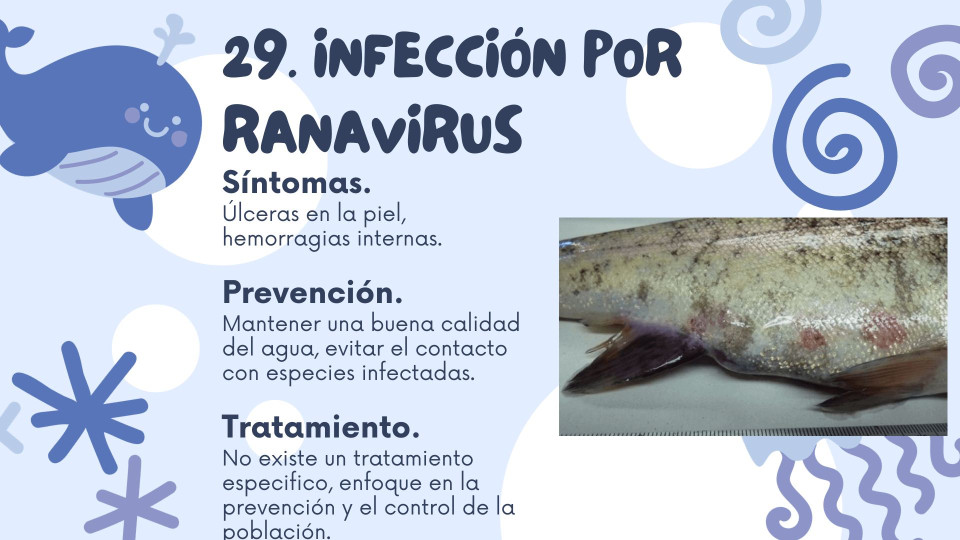 29. INFECCIÓN POR
RANAVIRUS
Síntomas.
Úlceras en la piel,
hemorragias internas.
Prevención.
Mantener una buena calidad
del agua, evitar el contacto
con especies infectadas.
Tratamiento.
No existe un tratamiento
especifico, enfoque en la
prevención y el control de la
población.